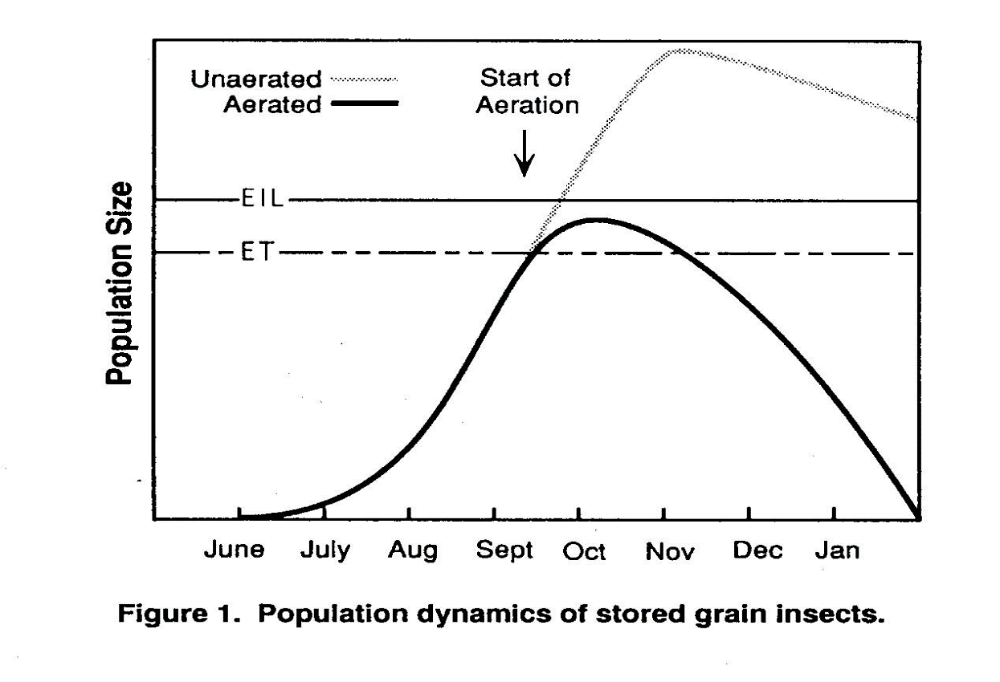 Unaerated
Aerated
Start of
Aeration
EIL
ET
Population Size
June July Aug Sept Oct Nov Dec Jan
Figure 1. Population dynamics of stored grain insects.